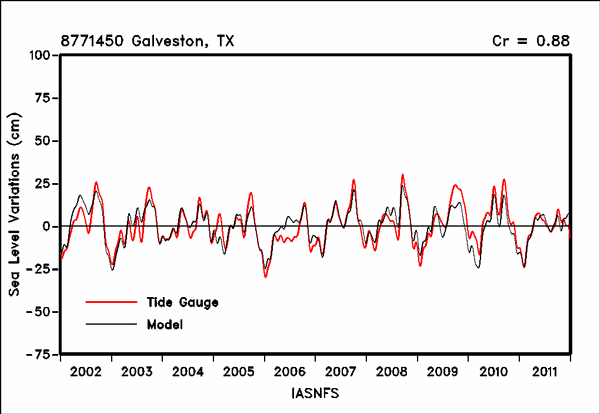 8771450 Galveston, TX Cr = 0.88
100
75
50
25
0
-25
-50
-75
Sea Level Variations (cm)
Tide Gauge
Model
2002 2003 2004 2005 2006 2007 2008 2009 2010 2011
IASNFS